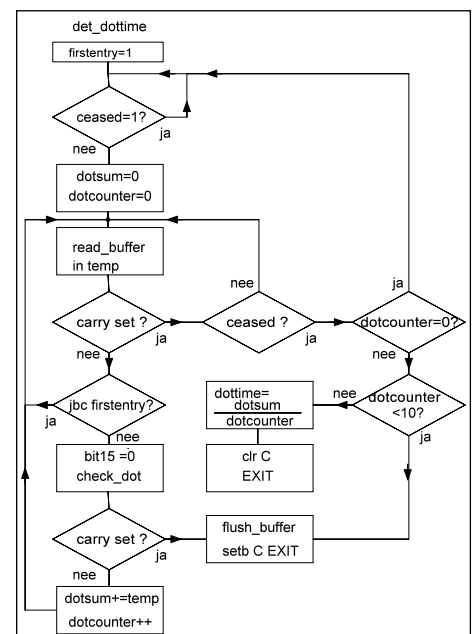 det_dottime
firstentry=1
ceased=1?
ja
nee
dotsum=0
dotcounter=0
read_buffer
in temp
nee
ja
carry set ?
ja
ceased ?
ja
dotcounter=0?
nee
nee
jbc firstentry?
ja
nee
dottime=
dotsum
dotcounter
nee
dotcounter
<10?
ja
bit15 =0
check_dot
clr C
EXIT
carry set ?
ja
nee
flush_buffer
setb C EXIT
dotsum+=temp
dotcounter++